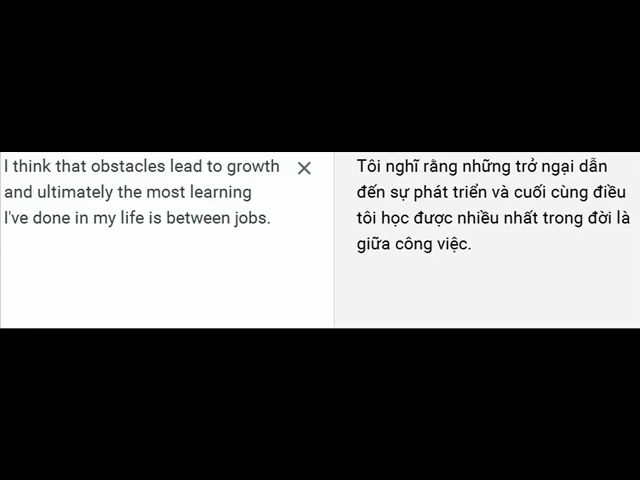 I think that obstacles lead to growth
and ultimately the most learning
I've done in my life is between jobs.
Tôi nghĩ rằng những trở ngại dẫn
đến sự phát triển và cuối cùng điều
tôi học được nhiều nhất trong đời là
giữa công việc.